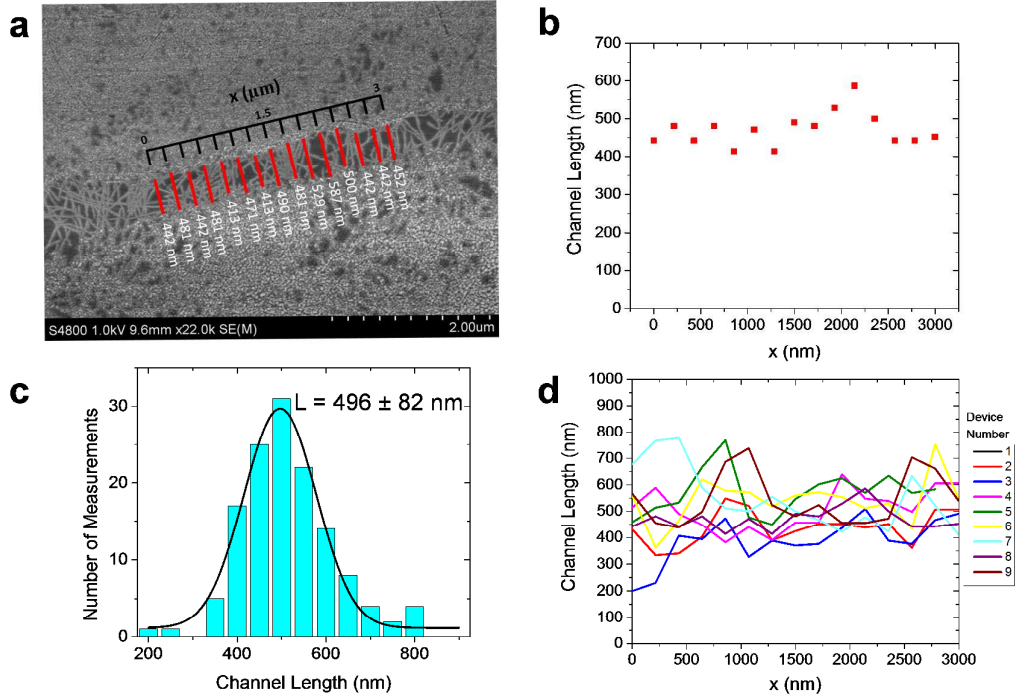 a
x (µm)
0
1.5
3
442 nm
481 nm
442 nm
481 nm
413 nm
471 nm
413 nm
490 nm
481 nm
529 nm
587 nm
500 nm
442 nm
442 nm
452 nm
S4800 1.0kV 9.6mm x22.0k SE(M)
2.00um
b
700
600
500
400
300
200
100
0
Channel Length (nm)
0 500 1000 1500 2000 2500 3000
x (nm)
c
30
20
10
0
Number of Measurements
L = 496 ± 82 nm
200 400 600 800
Channel Length (nm)
d
1000
900
800
700
600
500
400
300
200
100
0
Channel Length (nm)
0 500 1000 1500 2000 2500 3000
x (nm)
Device
Number
1
2
3
4
5
6
7
8
9